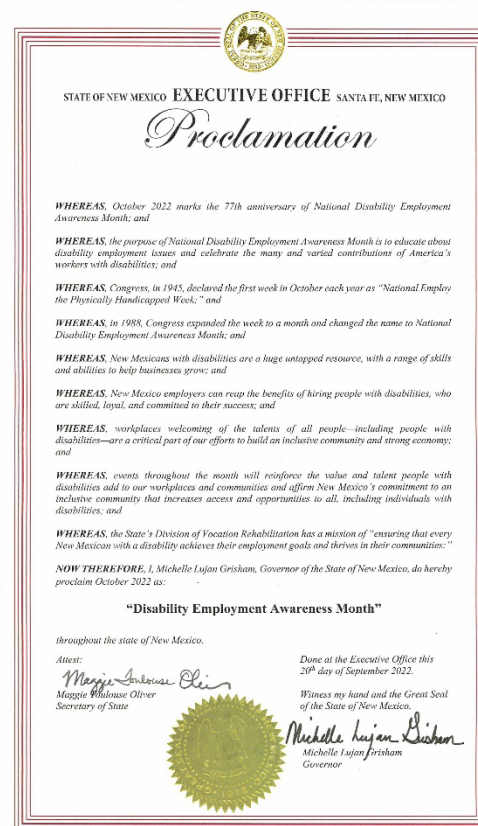 STATE OF NEW MEXICO EXECUTIVE OFFICE SANTA FE, NEW MEXICO
Proclamation
WHEREAS, October 2022 marks the 77th anniversary of National Disability Employment
Awareness Month; and
WHEREAS, the purpose of National Disability Employment Awareness Month is to educate about
disability employment issues and celebrate the many and varied contributions of America's
workers with disabilities; and
WHEREAS, Congress, in 1945, declared the first week in October each year as "National Employ
the Physically Handicapped Week;" and
WHEREAS, in 1988, Congress expanded the week to a month and changed the name to National
Disability Employment Awareness Month; and
WHEREAS, New Mexicans with disabilities are a huge untapped resource, with a range of skills
and abilities to help businesses grow; and
WHEREAS, New Mexico employers can reap the benefits of hiring people with disabilities, who
are skilled, loyal, and committed to their success; and
WHEREAS, workplaces welcoming of the talents of all people—including people with
disabilities—are a critical part of our efforts to build an inclusive community and strong economy;
and
WHEREAS, events throughout the month will reinforce the value and talent people with
disabilities add to our workplaces and communities and affirm New Mexico's commitment to an
inclusive community that increases access and opportunities to all, including individuals with
disabilities; and
WHEREAS, the State's Division of Vocation Rehabilitation has a mission of "ensuring that every
New Mexican with a disability achieves their employment goals and thrives in their communities:"
NOW THEREFORE, I, Michelle Lujan Grisham, Governor of the State of New Mexico, do hereby
proclaim October 2022 as:
"Disability Employment Awareness Month"
throughout the state of New Mexico.
Attest:
Maggie Toulouse Oliver
Maggie Toulouse Oliver
Secretary of State
Done at the Executive Office this
20th day of September 2022.
Witness my hand and the Great Seal
of the State of New Mexico.
Michelle Lujan Grisham
Michelle Lujan Grisham
Governor